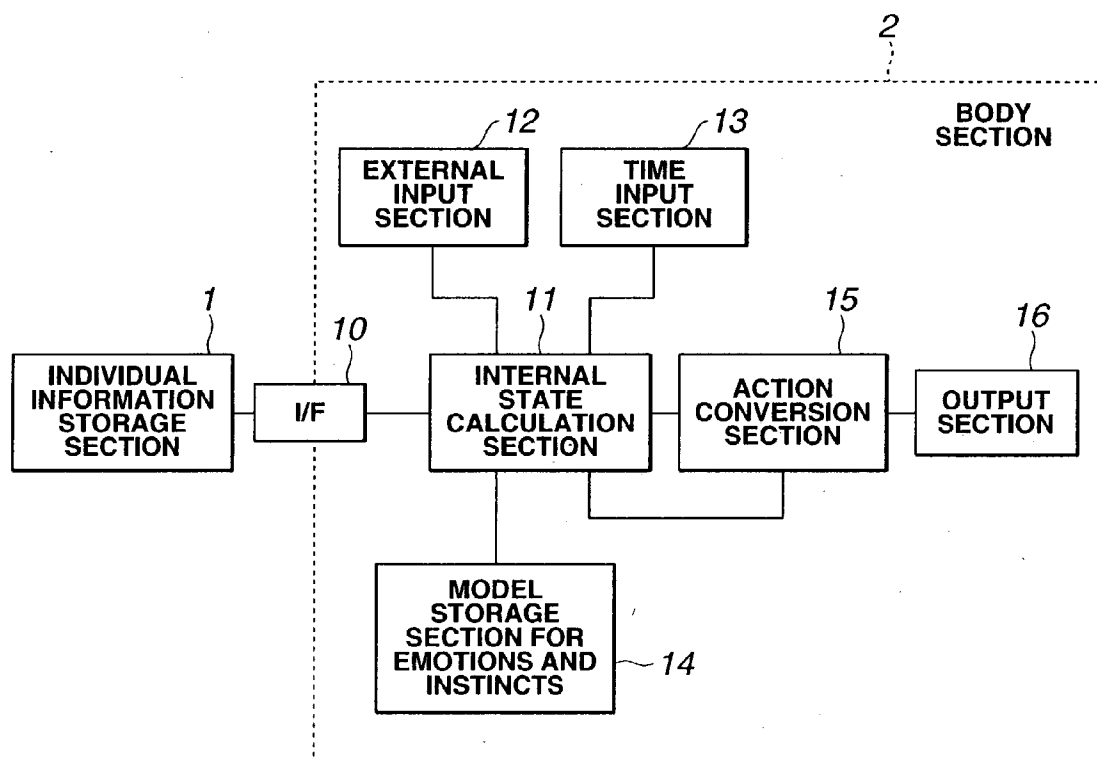 2
BODY
SECTION
12
EXTERNAL
INPUT
SECTION
13
TIME
INPUT
SECTION
1
INDIVIDUAL
INFORMATION
STORAGE
SECTION
10
I/F
11
INTERNAL
STATE
CALCULATION
SECTION
15
ACTION
CONVERSION
SECTION
16
OUTPUT
SECTION
MODEL
STORAGE
SECTION FOR
EMOTIONS AND
INSTINCTS
14